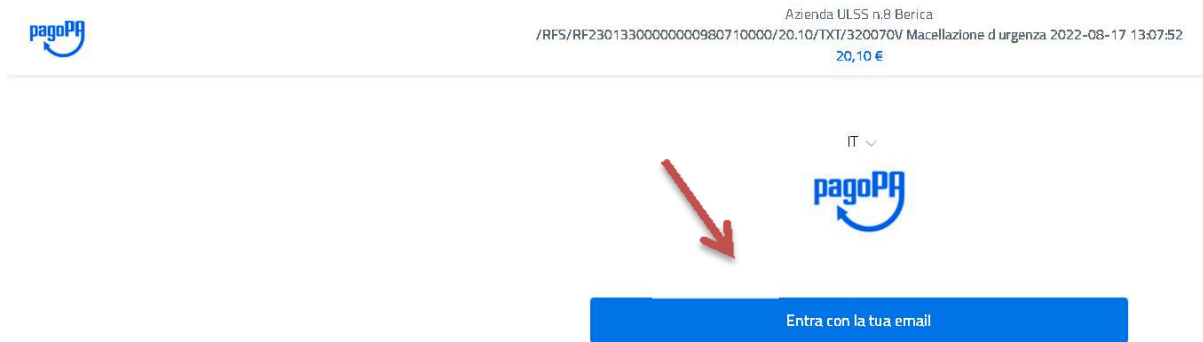 pagoPA
Azienda ULSS n.8 Berica
/RFS/RF23013300000000980710000/20.10/TXT/320070V Macellazione d urgenza 2022-08-17 13:07:52
20,10 €
IT
pagoPA
Entra con la tua email